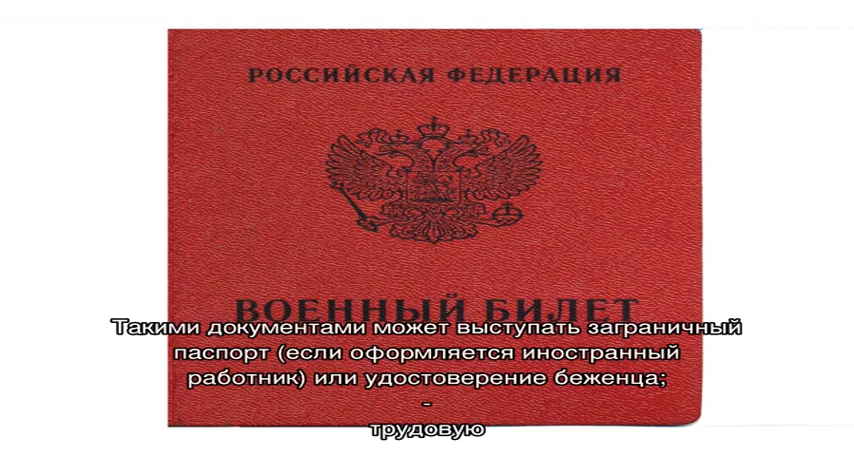 РОССИЙСКАЯ ФЕДЕРАЦИЯ
ВОЕННЫЙ БИЛЕТ
Такими документами может выступать заграничный
паспорт (если оформляется иностранный
работник) или удостоверение беженца;
-
трудовую